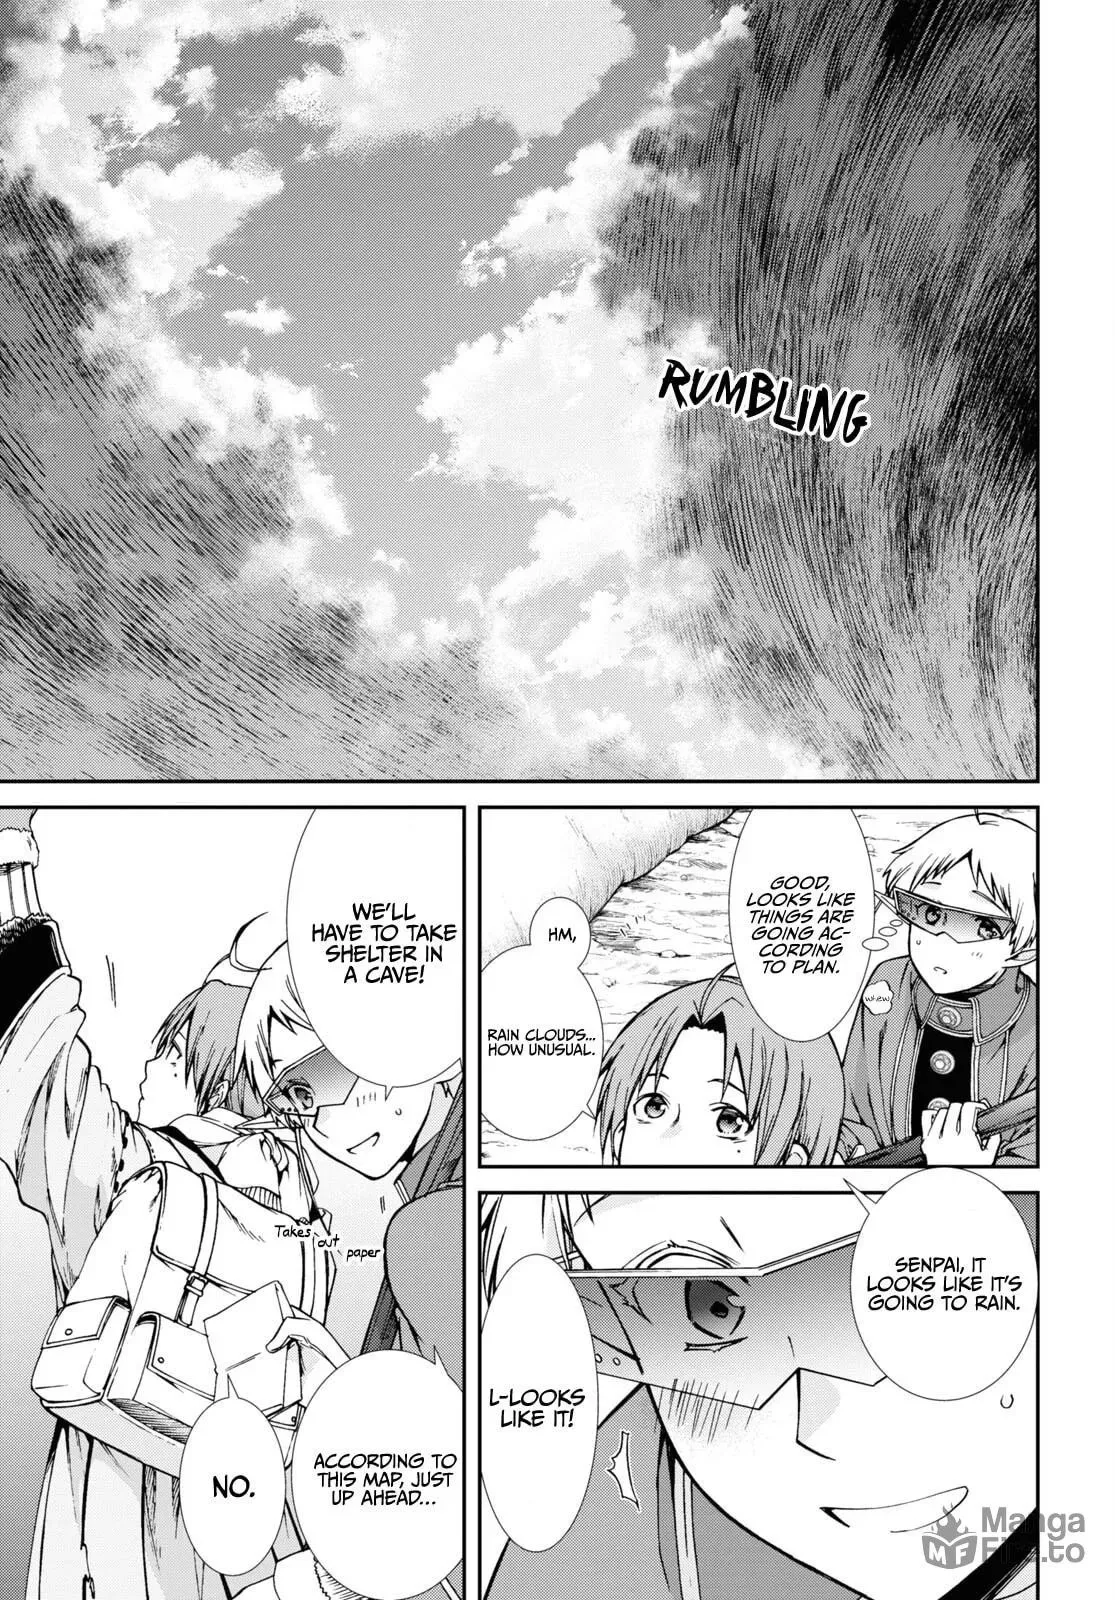 RUMBLING
GOOD,
LOOKS LIKE
THINGS ARE
GOING AC-
CORDING
TO PLAN.
whew
HM,
RAIN CLOUDS...
HOW UNUSUAL.
SENPAI, IT
LOOKS LIKE IT'S
GOING TO RAIN.
L-LOOKS
LIKE IT!
WE'LL
HAVE TO TAKE
SHELTER IN
A CAVE!
Takes out paper
ACCORDING TO
THIS MAP, JUST
UP AHEAD...
NO.
Manga
MF Fire.to